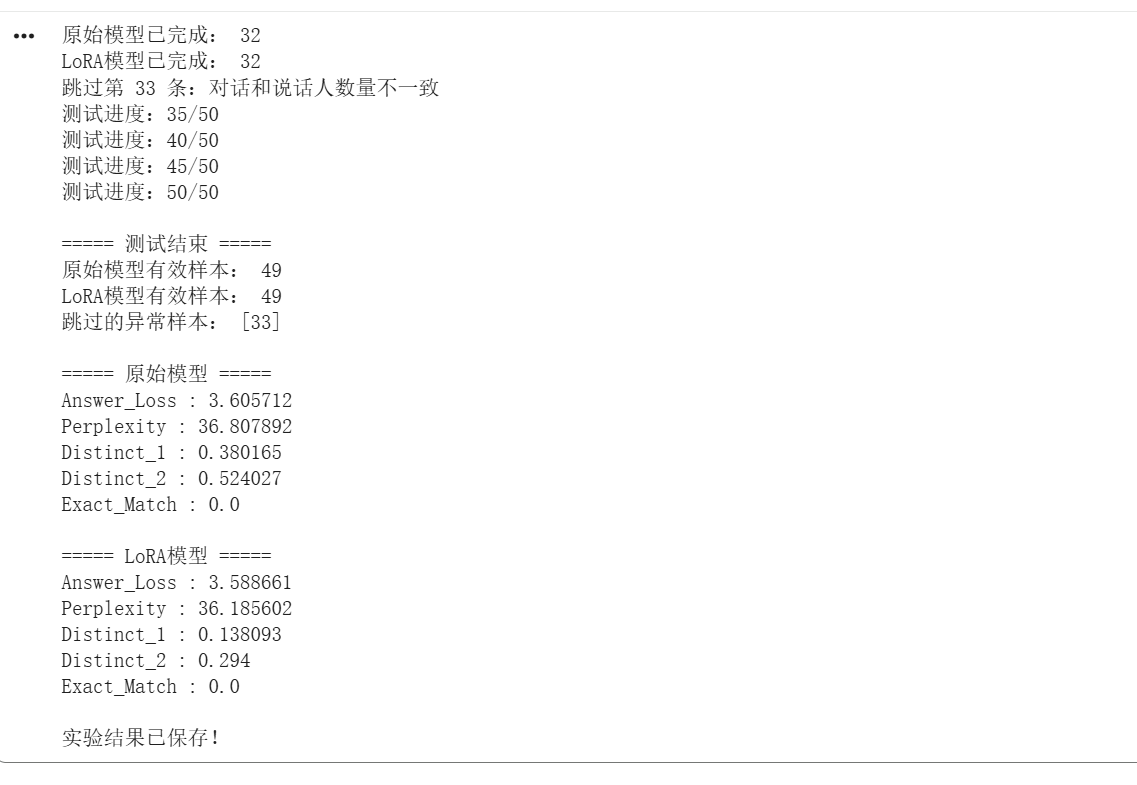 原始模型已完成： 32
LoRA模型已完成： 32
跳过第 33 条：对话和说话人数量不一致
测试进度：35/50
测试进度：40/50
测试进度：45/50
测试进度：50/50
===== 测试结束 =====
原始模型有效样本： 49
LoRA模型有效样本： 49
跳过的异常样本： [33]
===== 原始模型 =====
Answer_Loss : 3.605712
Perplexity : 36.807892
Distinct_1 : 0.380165
Distinct_2 : 0.524027
Exact_Match : 0.0
===== LoRA模型 =====
Answer_Loss : 3.588661
Perplexity : 36.185602
Distinct_1 : 0.138093
Distinct_2 : 0.294
Exact_Match : 0.0
实验结果已保存！